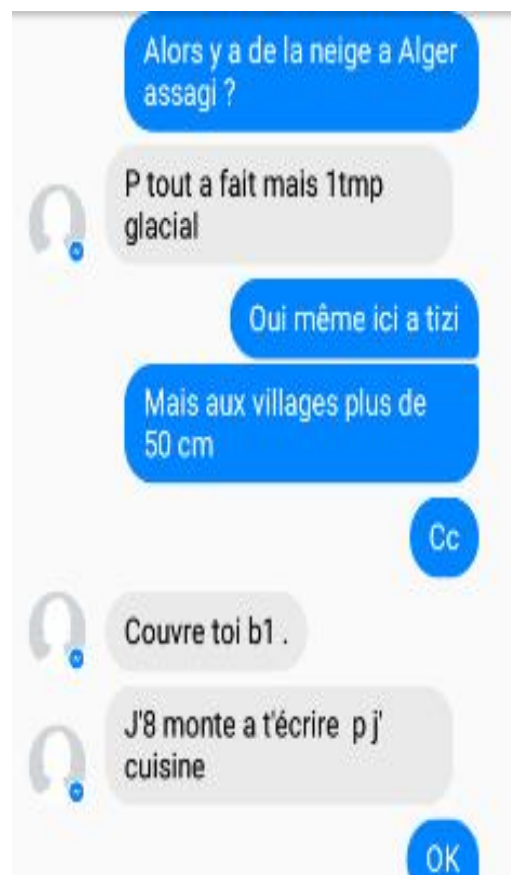 Alors y a de la neige a Alger
assagi ?
P tout a fait mais 1tmp
glacial
Oui même ici a tizi
Mais aux villages plus de
50 cm
Cc
Couvre toi b1 .
J'8 monte a t'écrire p j'
cuisine
OK